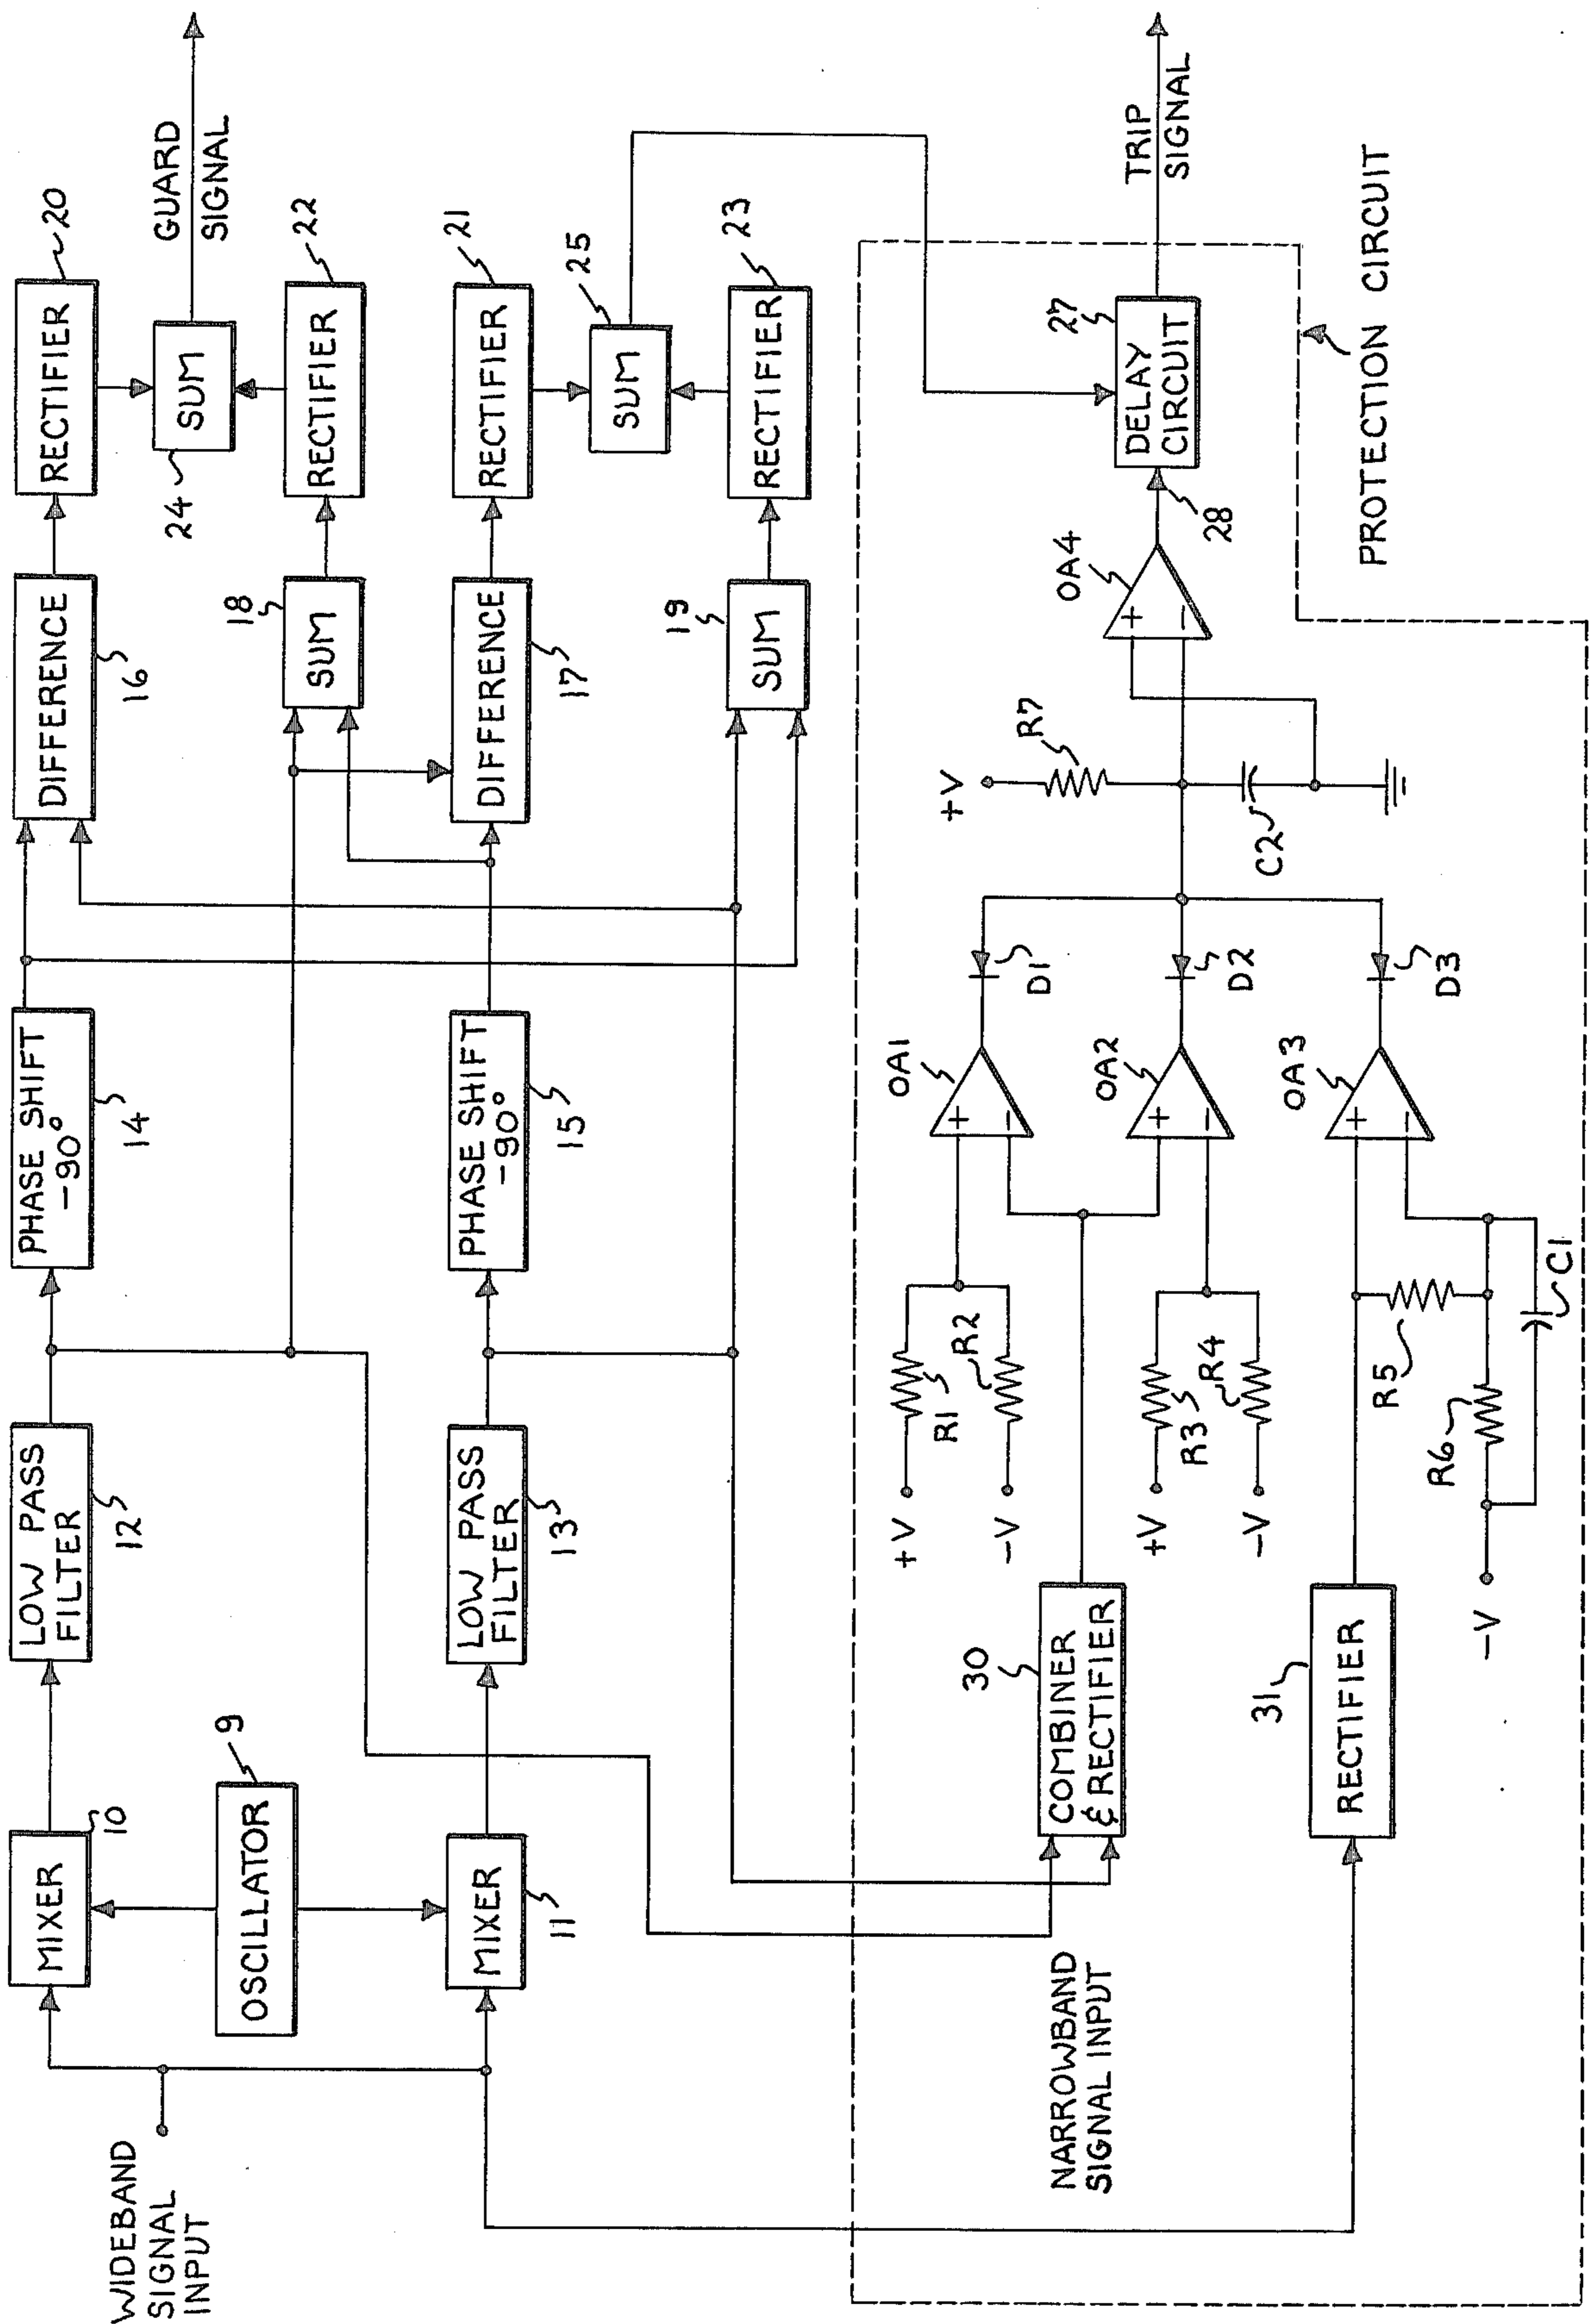 WIDEBAND
SIGNAL
INPUT
MIXER
10
OSCILLATOR
9
MIXER
11
LOW PASS
FILTER
12
LOW PASS
FILTER
13
PHASE SHIFT
-90°
14
PHASE SHIFT
-90°
15
DIFFERENCE
16
18
SUM
DIFFERENCE
17
19
SUM
RECTIFIER
20
SUM
24
RECTIFIER
22
RECTIFIER
21
SUM
25
RECTIFIER
23
GUARD
SIGNAL
NARROWBAND
SIGNAL INPUT
30
COMBINER
& RECTIFIER
31
RECTIFIER
+V
R1
-V
R2
+V
R3
-V
R4
R5
R6
-V
C1
OA1
+
-
OA2
+
-
OA3
+
-
D1
D2
D3
+V
R7
C2
OA4
+
-
28
27
DELAY
CIRCUIT
TRIP
SIGNAL
PROTECTION CIRCUIT